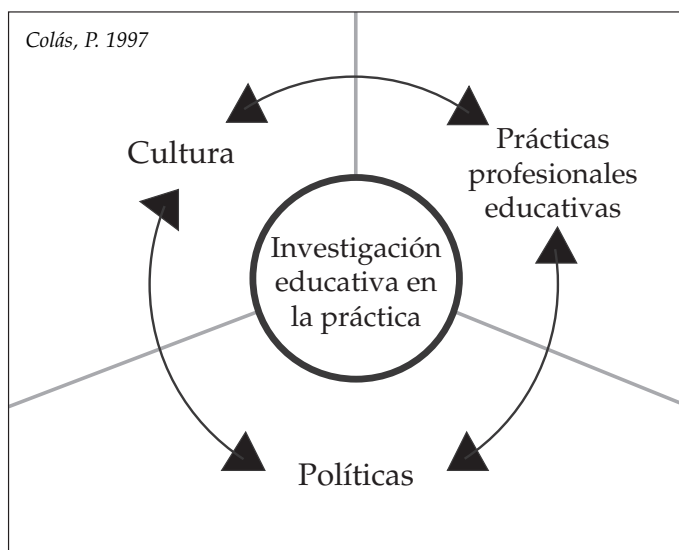 Colás, P. 1997
Cultura
Prácticas
profesionales
educativas
Investigación
educativa en
la práctica
Políticas